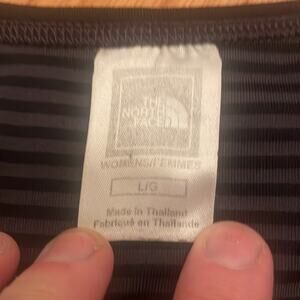 THE
NORTH
FACE
WOMENS/FEMMES
L/G
Made in Thailand
Fabriqué en Thaïlande